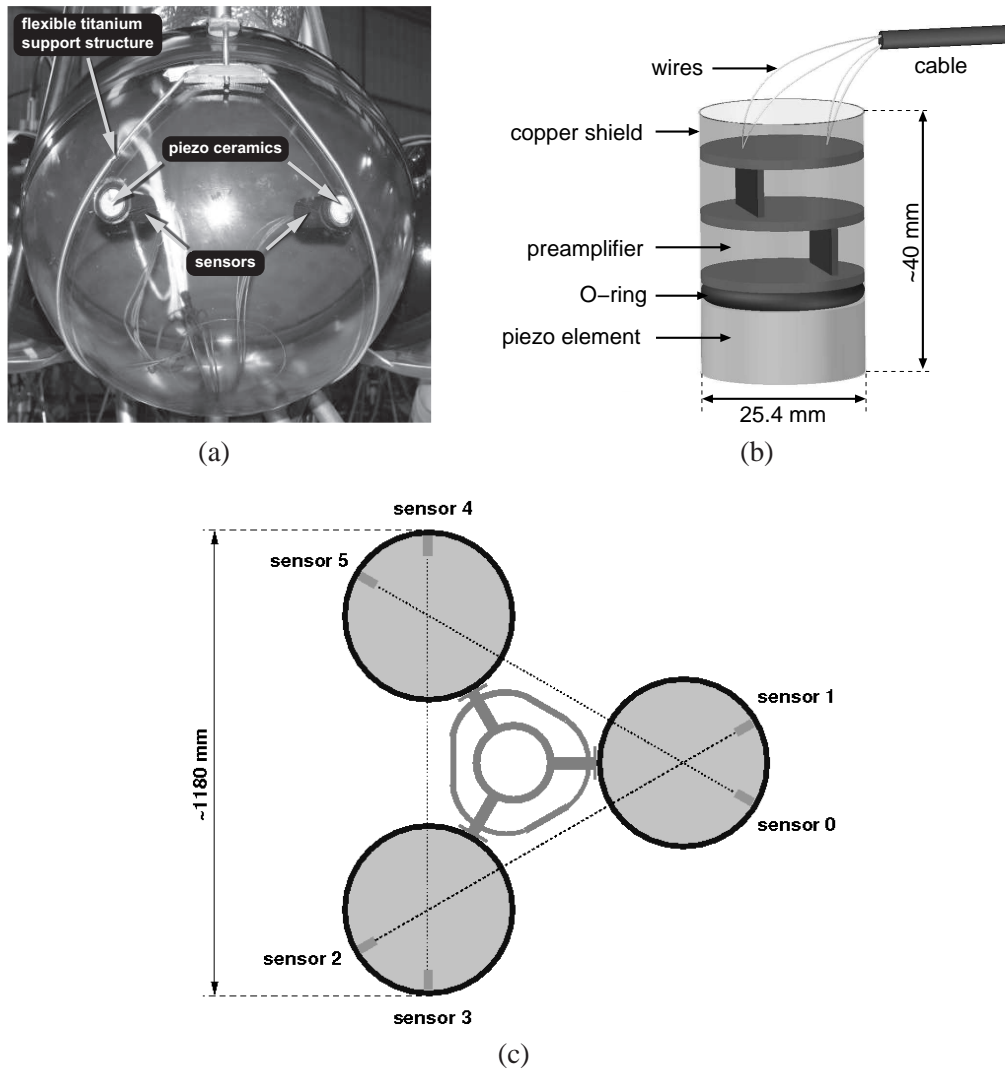 flexible titanium
support structure
piezo ceramics
sensors
(a)
wires
cable
copper shield
preamplifier
O−ring
piezo element
~40 mm
25.4 mm
(b)
sensor 4
sensor 5
sensor 1
~1180 mm
sensor 0
sensor 2
sensor 3
(c)